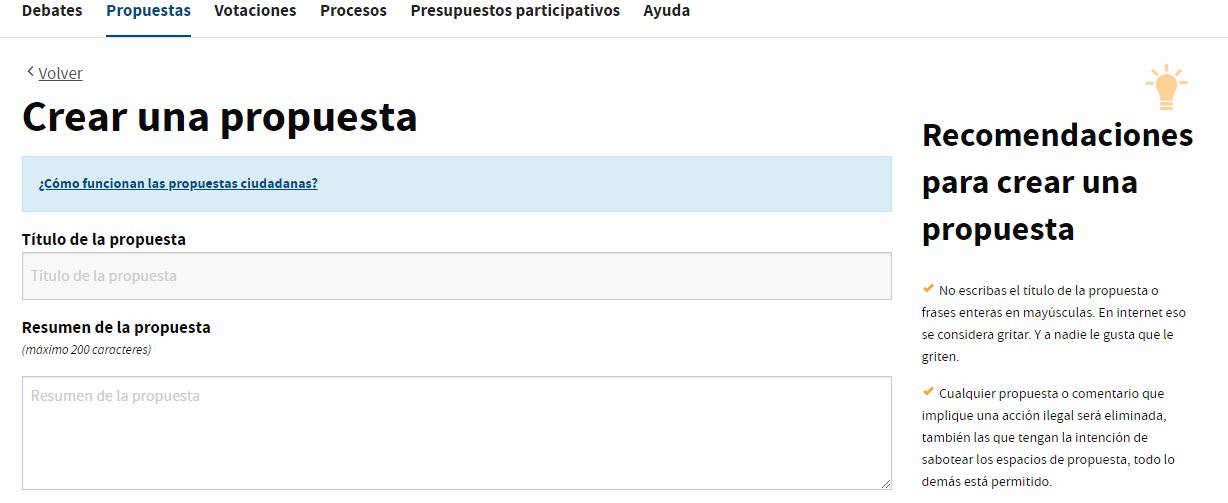 Debates Propuestas Votaciones Procesos Presupuestos participativos Ayuda
Volver
Crear una propuesta
¿Cómo funcionan las propuestas ciudadanas?
Título de la propuesta
Título de la propuesta
Resumen de la propuesta
(máximo 200 caracteres)
Resumen de la propuesta
Recomendaciones
para crear una
propuesta
No escribas el título de la propuesta o
frases enteras en mayúsculas. En internet eso
se considera gritar. Y a nadie le gusta que le
griten.
Cualquier propuesta o comentario que
implique una acción ilegal será eliminada,
también las que tengan la intención de
sabotear los espacios de propuesta, todo lo
demás está permitido.